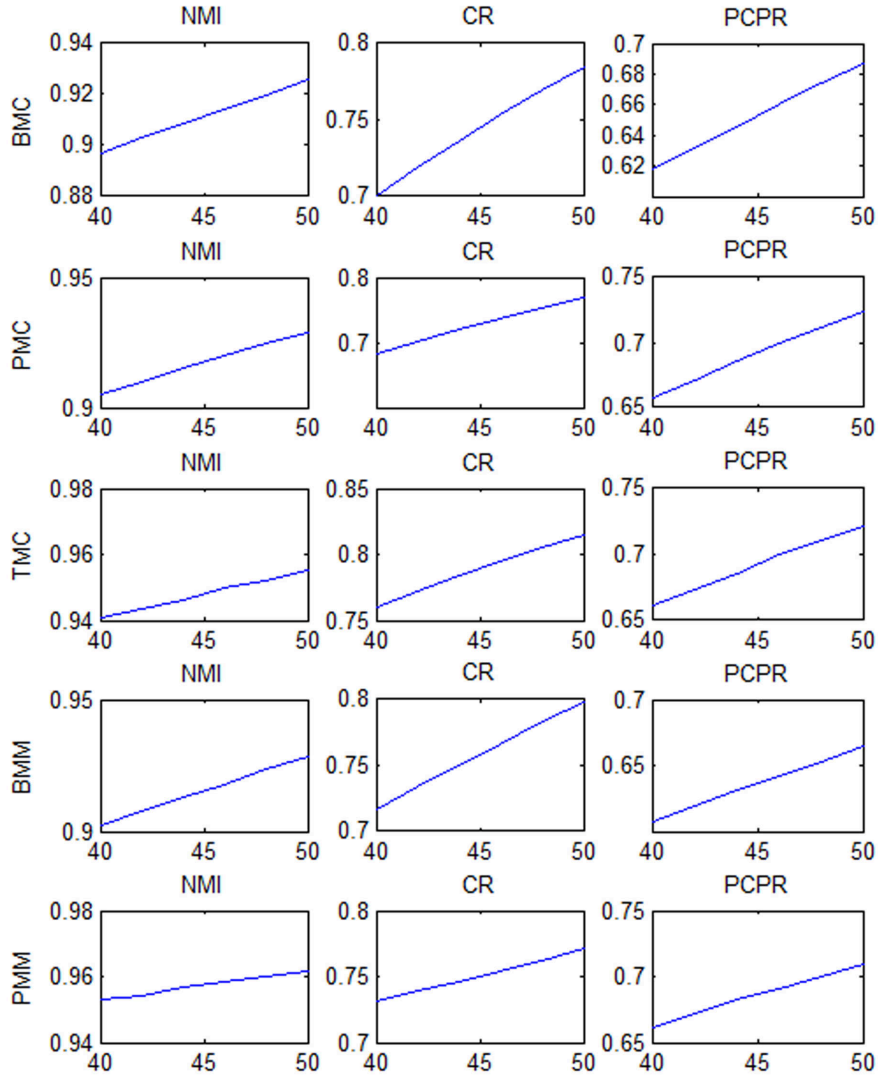 NMI CR PCPR
0.94 0.8 0.7
0.68
0.92 0.66
BMC 0.75 0.64
0.9 0.62
0.88 0.7
40 45 50 40 45 50 40 45 50
NMI CR PCPR
0.95 0.8 0.75
PMC 0.7 0.7
0.9 0.65
40 45 50 40 45 50 40 45 50
NMI CR PCPR
0.98 0.85 0.75
TMC 0.96 0.8 0.7
0.94 0.75 0.65
40 45 50 40 45 50 40 45 50
NMI CR PCPR
0.95 0.8 0.7
BMM 0.75 0.65
0.9 0.7
40 45 50 40 45 50 40 45 50
NMI CR PCPR
0.98 0.8 0.75
PMM 0.96 0.75 0.7
0.94 0.7 0.65
40 45 50 40 45 50 40 45 50